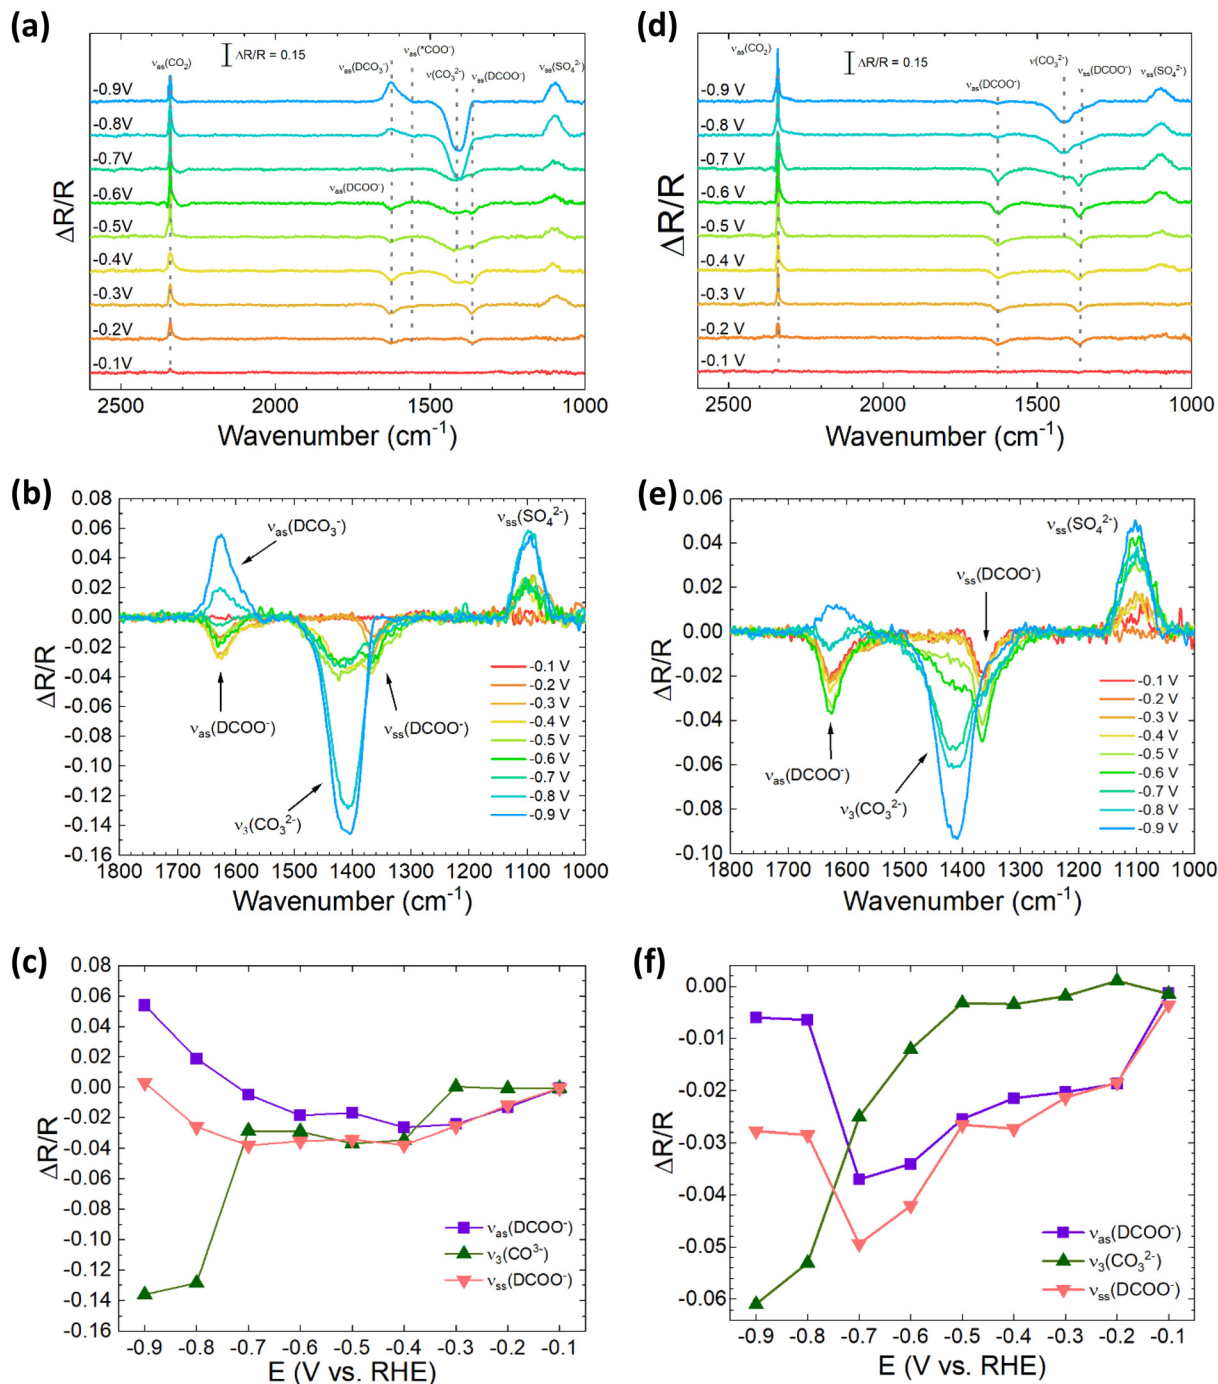 (a)
ΔR/R = 0.15
νas(*COO-)
νas(CO2)
νas(DCO3-)
ν(CO32-)
νss(DCOO-)
νss(SO42-)
-0.9V
-0.8V
-0.7V
νas(DCOO-)
-0.6V
-0.5V
-0.4V
-0.3V
-0.2V
-0.1V
ΔR/R
2500 2000 1500 1000
Wavenumber (cm-1)
(d)
νas(CO2)
ΔR/R = 0.15
ν(CO32-)
νas(DCOO-)
νss(DCOO-)
νss(SO42-)
-0.9V
-0.8 V
-0.7 V
-0.6 V
-0.5 V
-0.4 V
-0.3 V
-0.2 V
-0.1 V
ΔR/R
2500 2000 1500 1000
Wavenumber (cm-1)
(b)
0.08
0.06
0.04
0.02
0.00
-0.02
-0.04
-0.06
-0.08
-0.10
-0.12
-0.14
-0.16
ΔR/R
νas(DCO3-)
νss(SO42-)
νas(DCOO-)
νss(DCOO-)
ν3(CO32-)
-0.1 V
-0.2 V
-0.3 V
-0.4 V
-0.5 V
-0.6 V
-0.7 V
-0.8 V
-0.9 V
1800 1700 1600 1500 1400 1300 1200 1100 1000
Wavenumber (cm-1)
(e)
0.06
0.04
0.02
0.00
-0.02
-0.04
-0.06
-0.08
-0.10
ΔR/R
νss(SO42-)
νss(DCOO-)
νas(DCOO-)
ν3(CO32-)
-0.1 V
-0.2 V
-0.3 V
-0.4 V
-0.5 V
-0.6 V
-0.7 V
-0.8 V
-0.9 V
1800 1700 1600 1500 1400 1300 1200 1100 1000
Wavenumber (cm-1)
(c)
0.08
0.06
0.04
0.02
0.00
-0.02
-0.04
-0.06
-0.08
-0.10
-0.12
-0.14
-0.16
ΔR/R
νas(DCOO-)
ν3(CO3-)
νss(DCOO-)
-0.9 -0.8 -0.7 -0.6 -0.5 -0.4 -0.3 -0.2 -0.1
E (V vs. RHE)
(f)
0.00
-0.01
-0.02
-0.03
-0.04
-0.05
-0.06
ΔR/R
νas(DCOO-)
ν3(CO32-)
νss(DCOO-)
-0.9 -0.8 -0.7 -0.6 -0.5 -0.4 -0.3 -0.2 -0.1
E (V vs. RHE)